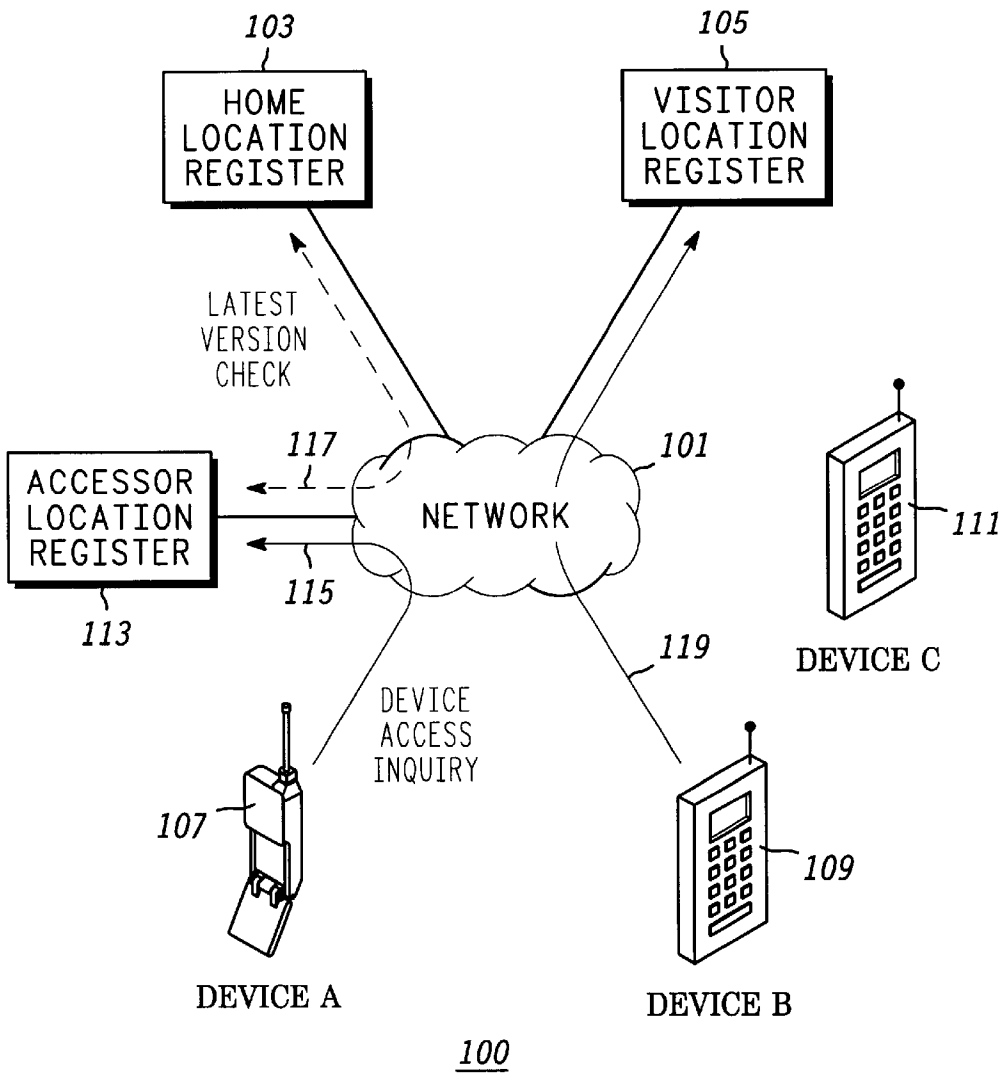 103
HOME
LOCATION
REGISTER
105
VISITOR
LOCATION
REGISTER
LATEST
VERSION
CHECK
117
101
ACCESSOR
LOCATION
REGISTER
NETWORK
111
115
113
119
DEVICE C
DEVICE
ACCESS
INQUIRY
107
109
DEVICE A
DEVICE B
100